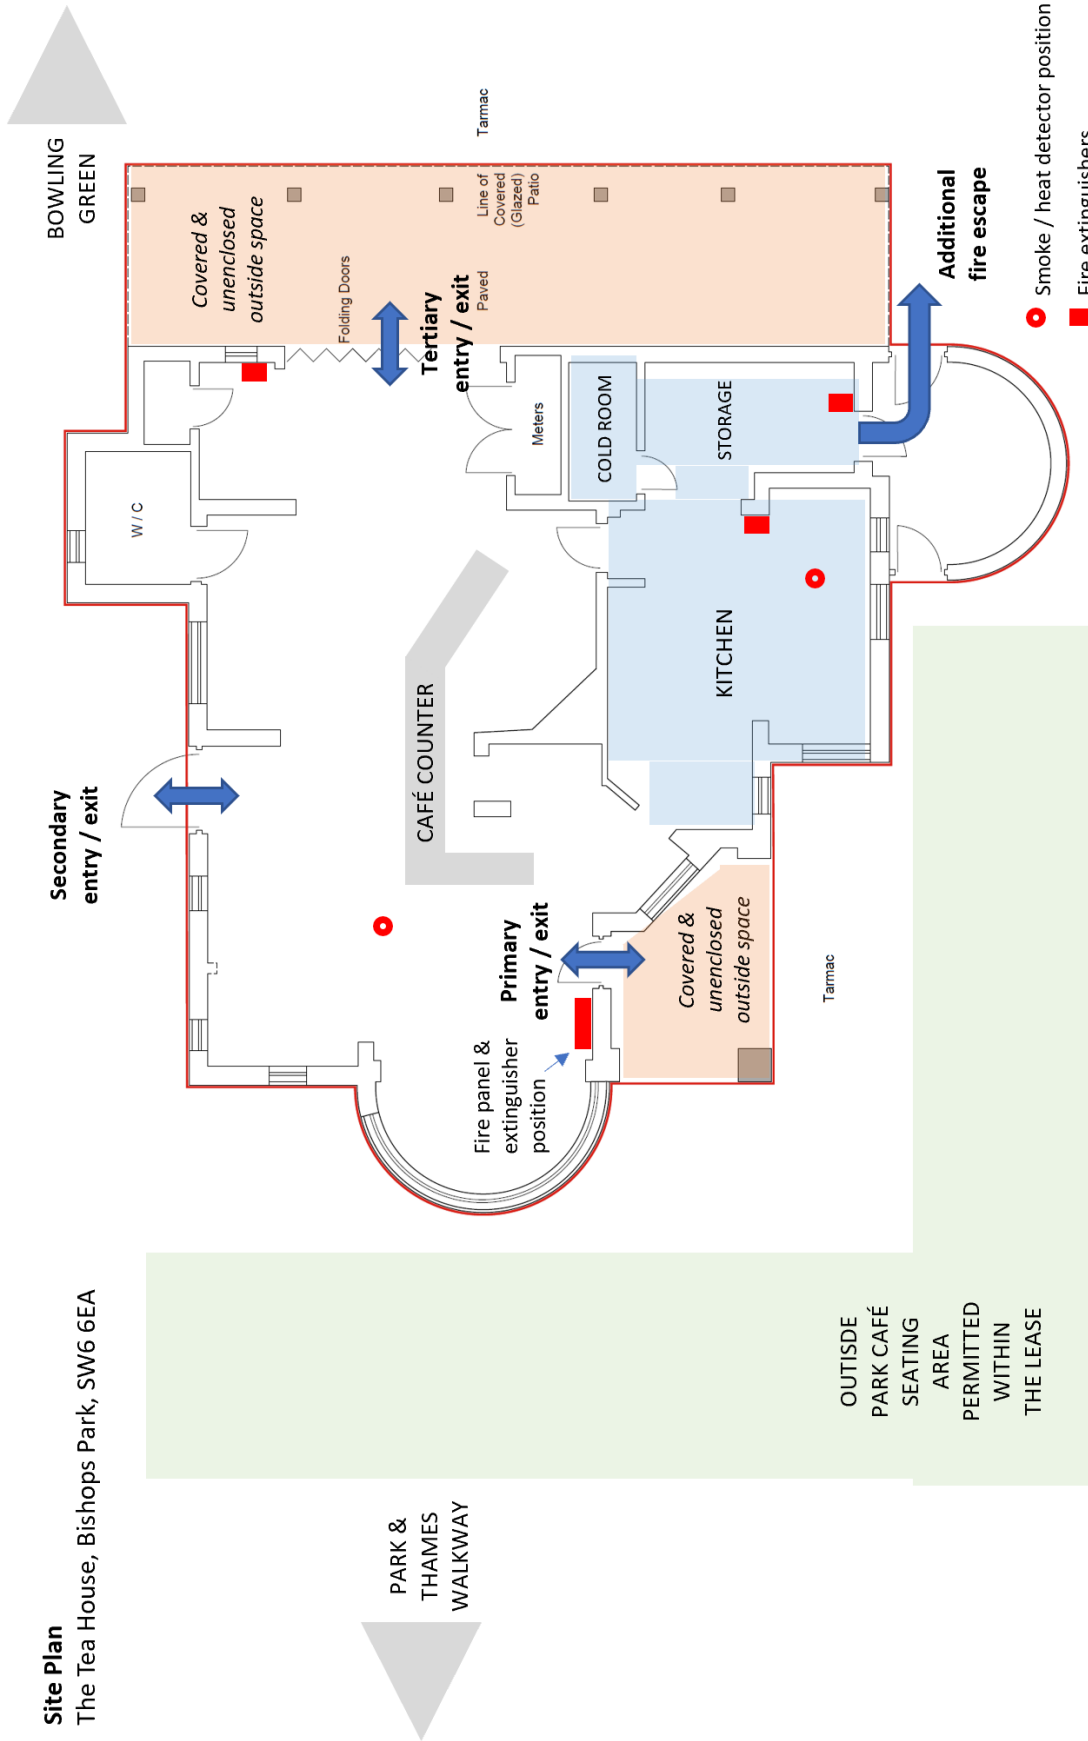 Site Plan
The Tea House, Bishops Park, SW6 6EA
BOWLING
GREEN
Secondary
entry / exit
W / C
Covered &
unenclosed
outside space
Folding Doors
Tarmac
Line of
Covered
(Glazed)
Patio
Paved
Tertiary
entry / exit
PARK &
THAMES
WALKWAY
CAFÉ COUNTER
Fire panel &
extinguisher
position
Primary
entry / exit
Meters
COLD ROOM
STORAGE
KITCHEN
Covered &
unenclosed
outside space
Tarmac
Additional
fire escape
OUTISDE
PARK CAFÉ
SEATING
AREA
PERMITTED
WITHIN
THE LEASE
Smoke / heat detector position
Fire extinguishers